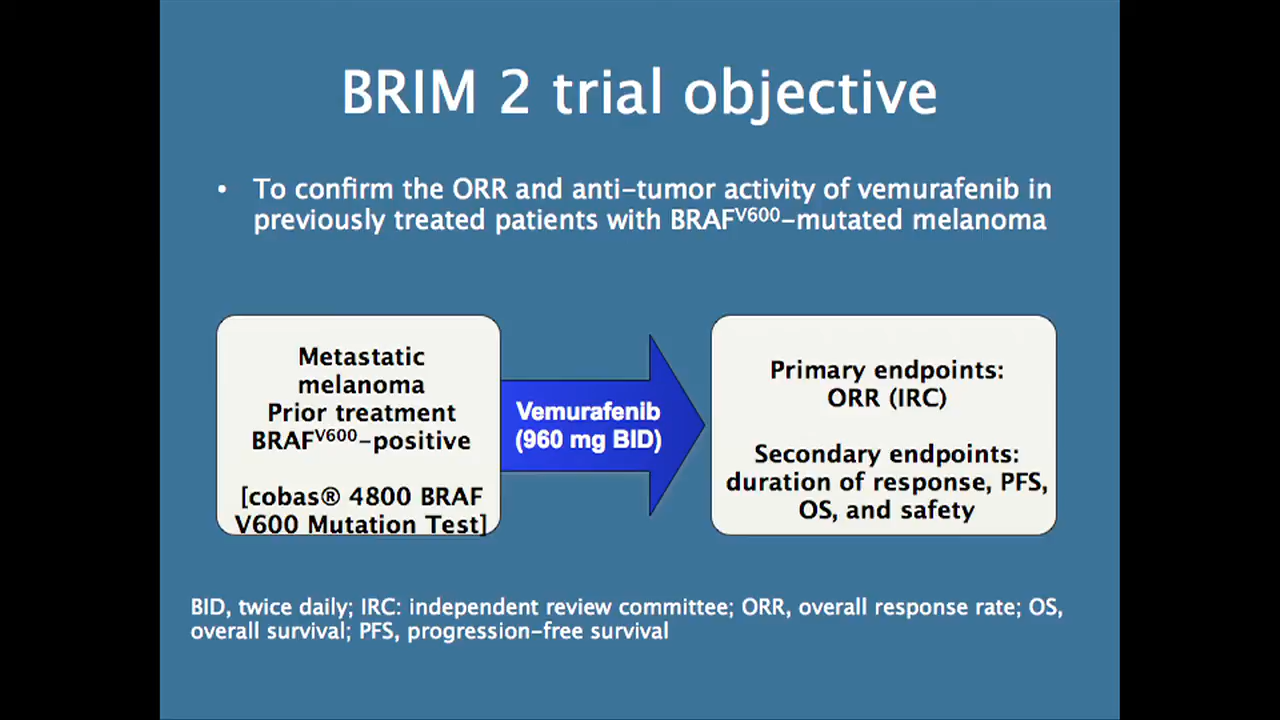 BRIM 2 trial objective
• To confirm the ORR and anti-tumor activity of vemurafenib in
previously treated patients with BRAFV600-mutated melanoma
Metastatic
melanoma
Prior treatment
BRAFV600-positive
[cobas® 4800 BRAF
V600 Mutation Test]
Vemurafenib
(960 mg BID)
Primary endpoints:
ORR (IRC)
Secondary endpoints:
duration of response, PFS,
OS, and safety
BID, twice daily; IRC: independent review committee; ORR, overall response rate; OS,
overall survival; PFS, progression-free survival